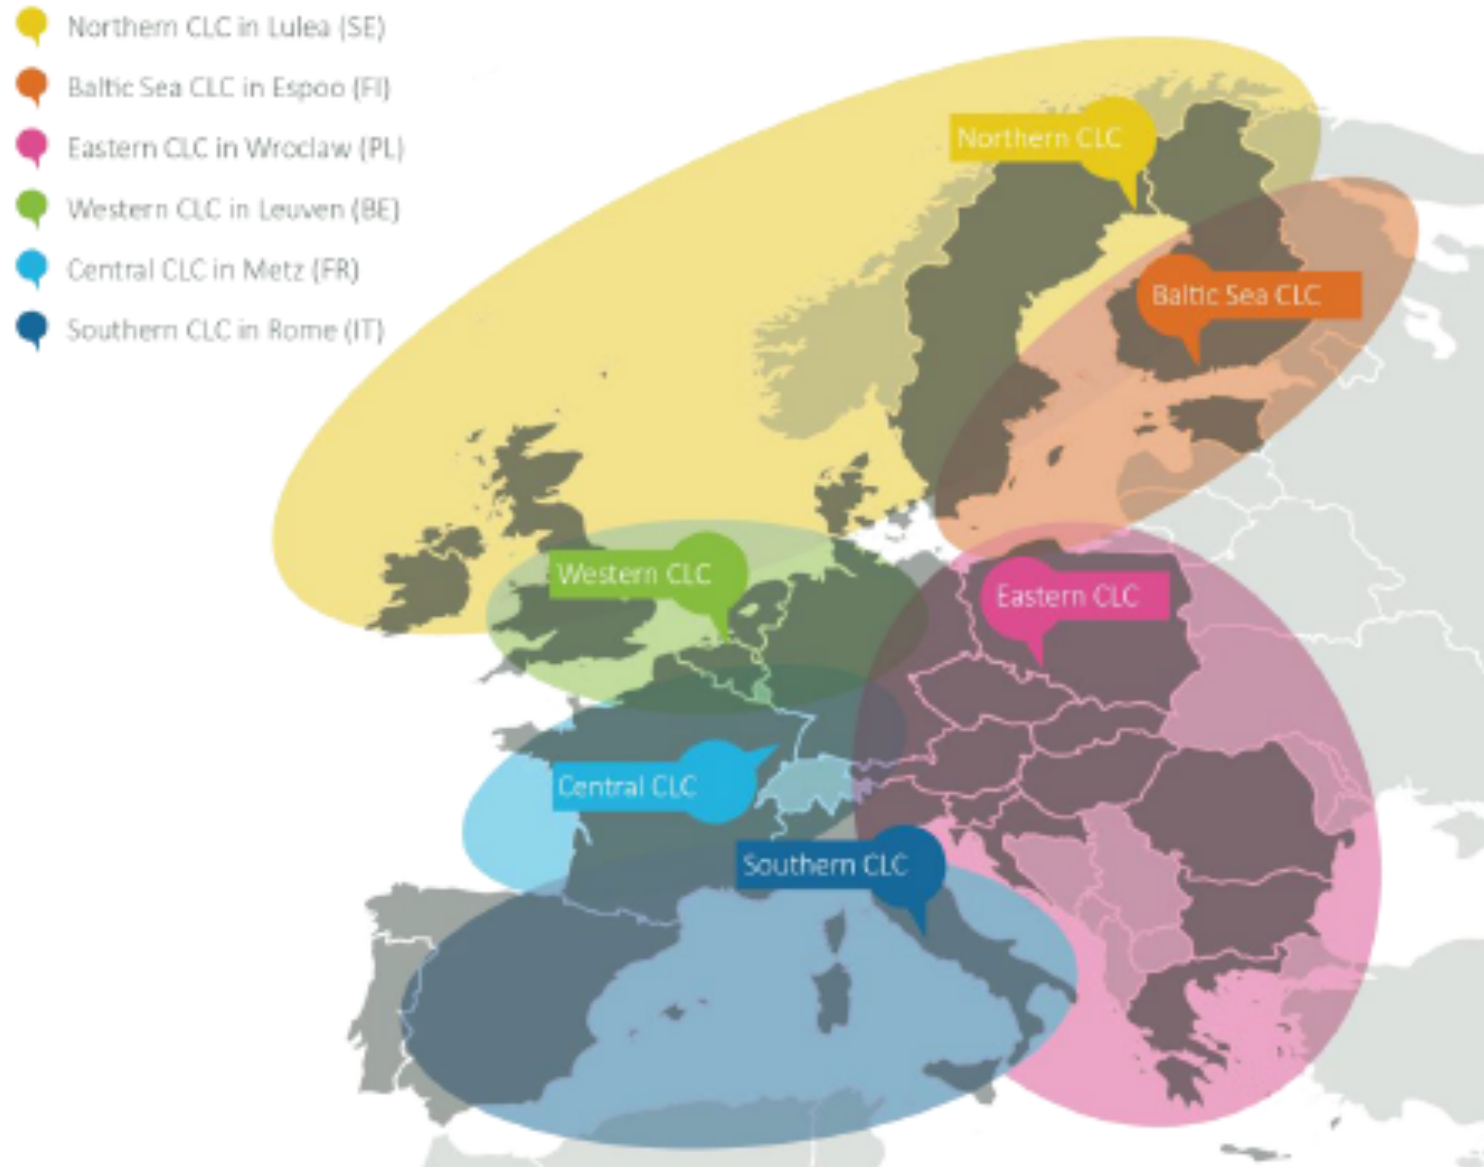 Northern CLC in Lulea (SE)
Baltic Sea CLC in Espoo (FI)
Eastern CLC in Wroclaw (PL)
Western CLC in Leuven (BE)
Central CLC in Metz (FR)
Southern CLC in Rome (IT)
Northern CLC
Baltic Sea CLC
Western CLC
Eastern CLC
Central CLC
Southern CLC